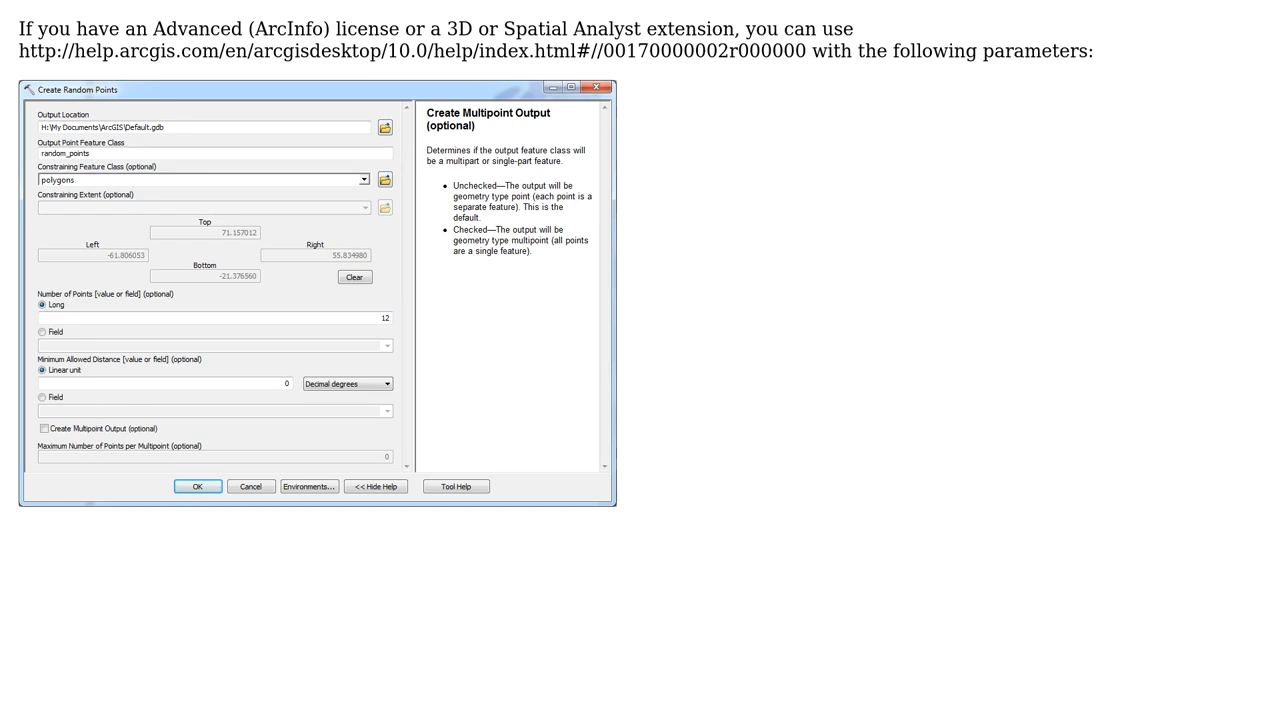 If you have an Advanced (ArcInfo) license or a 3D or Spatial Analyst extension, you can use
http://help.arcgis.com/en/arcgisdesktop/10.0/help/index.html#//00170000002r000000 with the following parameters:
Create Random Points
Output Location
H:\My Documents\ArcGIS\Default.gdb
Output Point Feature Class
random_points
Constraining Feature Class (optional)
polygons
Constraining Extent (optional)
Top
71.157012
Left
Right
-61.806053
55.834980
Bottom
-21.376560
Clear
Number of Points [value or field] (optional)
Long
12
Field
Minimum Allowed Distance [value or field] (optional)
Linear unit
0
Decimal degrees
Field
Create Multipoint Output (optional)
Maximum Number of Points per Multipoint (optional)
0
OK
Cancel
Environments...
<< Hide Help
Tool Help
Create Multipoint Output
(optional)
Determines if the output feature class will
be a multipart or single-part feature.
• Unchecked—The output will be
geometry type point (each point is a
separate feature). This is the
default.
• Checked—The output will be
geometry type multipoint (all points
are a single feature).